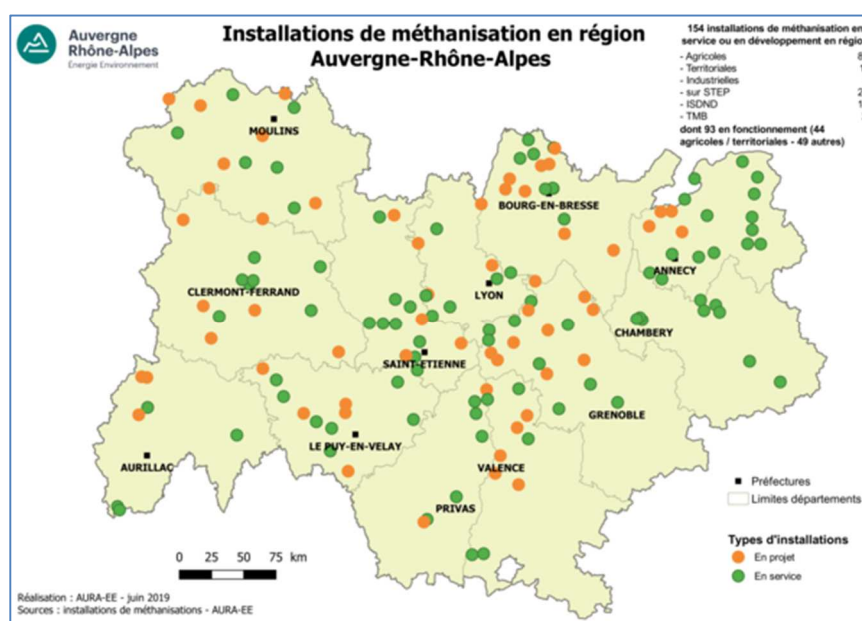 Auvergne
Rhône-Alpes
Énergie Environnement
Installations de méthanisation en région
Auvergne-Rhône-Alpes
154 installations de méthanisation en
service ou en développement en régio
- Agricoles 8
- Territoriales 1
- Industrielles
- sur STEP 2
- ISDND 1
- TMB
dont 93 en fonctionnement (44
agricoles / territoriales - 49 autres)
MOULINS
BOURG-EN-BRESSE
ANNECY
CLERMONT-FERRAND
LYON
CHAMBERY
SAINT-ETIENNE
GRENOBLE
LE PUY-EN-VELAY
AURILLAC
VALENCE
PRIVAS
Préfectures
Limites départements
Types d'installations
En projet
En service
0 25 50 75 km
Réalisation : AURA-EE - juin 2019
Sources : installations de méthanisations - AURA-EE